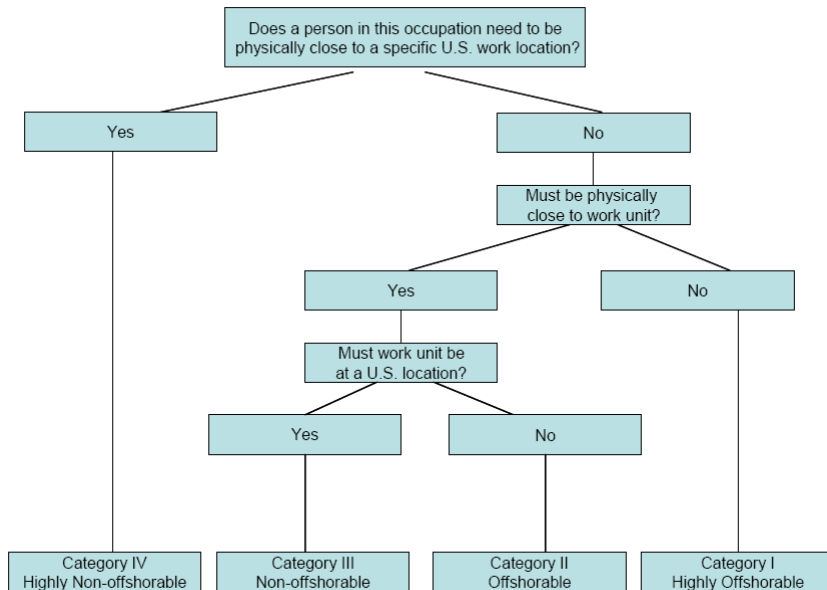 Does a person in this occupation need to be
physically close to a specific U.S. work location?
Yes
No
Must be physically
close to work unit?
Yes
No
Must work unit be
at a U.S. location?
Yes
No
Category IV
Highly Non-offshorable
Category III
Non-offshorable
Category II
Offshorable
Category I
Highly Offshorable